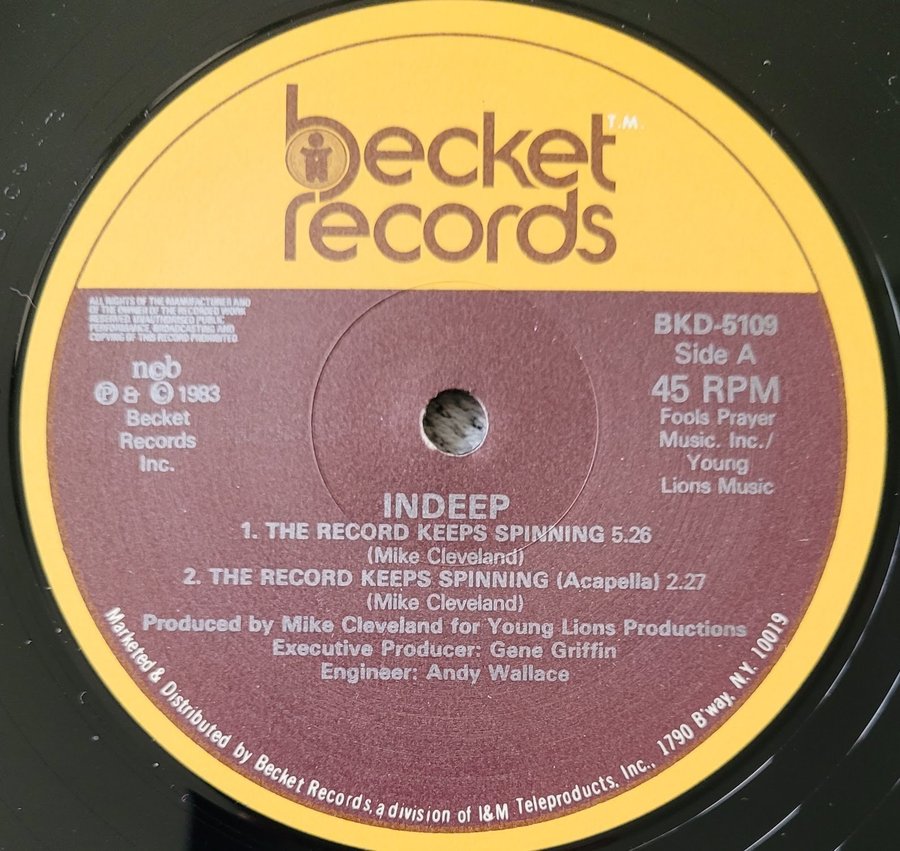 becket T.M.
records
ALL RIGHTS OF THE MANUFACTURER AND
OF THE OWNER OF THE RECORDED WORK
RESERVED. UNAUTHORISED PUBLIC
PERFORMANCE, BROADCASTING AND
COPYING OF THIS RECORD PROHIBITED
ncb
Ⓟ & © 1983
Becket
Records
Inc.
BKD-5109
Side A
45 RPM
Fools Prayer
Music. Inc./
Young
Lions Music
INDEEP
1. THE RECORD KEEPS SPINNING 5.26
(Mike Cleveland)
2. THE RECORD KEEPS SPINNING (Acapella) 2.27
(Mike Cleveland)
Produced by Mike Cleveland for Young Lions Productions
Executive Producer: Gene Griffin
Engineer: Andy Wallace
Marketed & Distributed by Becket Records, a division of I&M Teleproducts, Inc., 1790 B'way, N.Y. 10019